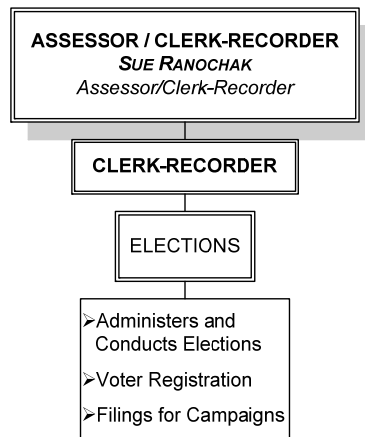 ASSESSOR / CLERK-RECORDER
SUE RANOCHAK
Assessor/Clerk-Recorder
CLERK-RECORDER
ELECTIONS
➢Administers and
Conducts Elections
➢Voter Registration
➢Filings for Campaigns